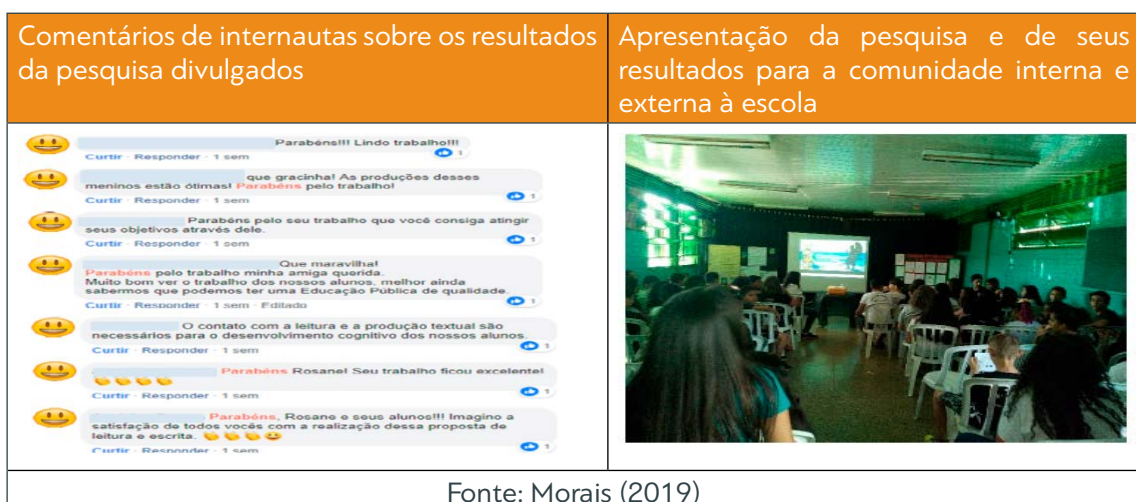 Comentários de internautas sobre os resultados
da pesquisa divulgados
Apresentação da pesquisa e de seus
resultados para a comunidade interna e
externa à escola
Parabéns!!! Lindo trabalho!!!
Curtir · Responder · 1 sem
1
que gracinha! As produções desses
meninos estão ótimas! Parabéns pelo trabalho!
Curtir · Responder · 1 sem
1
Parabéns pelo seu trabalho que você consiga atingir
seus objetivos através dele.
Curtir · Responder · 1 sem
1
Que maravilha!
Parabéns pelo trabalho minha amiga querida.
Muito bom ver o trabalho dos nossos alunos, melhor ainda
sabermos que podemos ter uma Educação Pública de qualidade.
Curtir · Responder · 1 sem · Editado
1
O contato com a leitura e a produção textual são
necessários para o desenvolvimento cognitivo dos nossos alunos.
Curtir · Responder · 1 sem
1
Parabéns Rosane! Seu trabalho ficou excelente!
Curtir · Responder · 1 sem
1
Parabéns, Rosane e seus alunos!!! Imagino a
satisfação de todos vocês com a realização dessa proposta de
leitura e escrita.
Curtir · Responder · 1 sem
1
Fonte: Morais (2019)